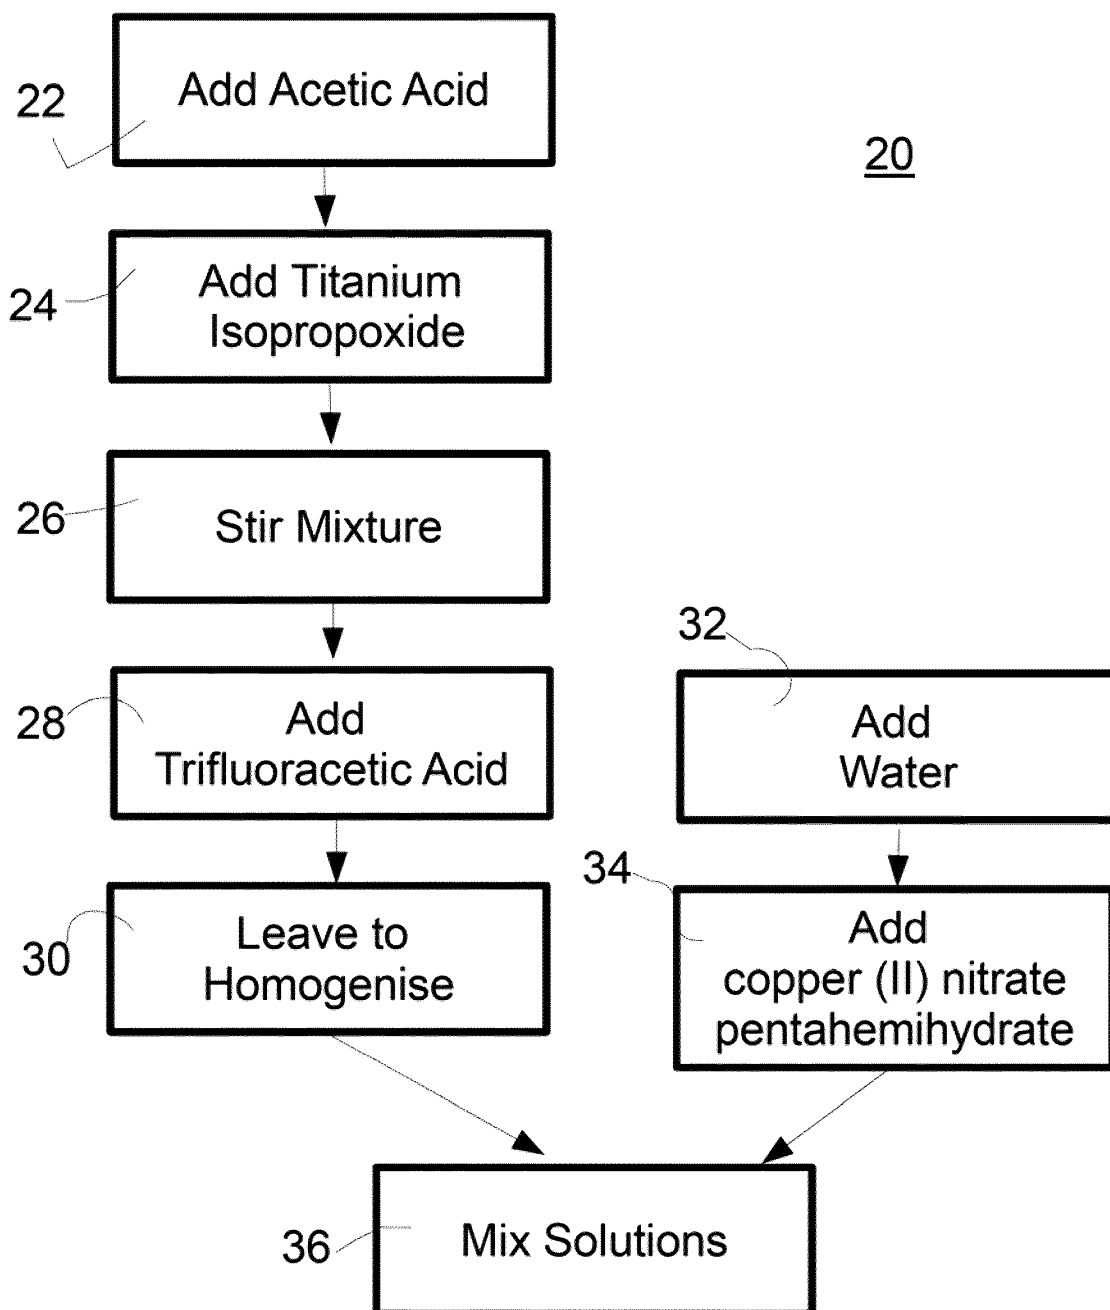 Add Acetic Acid
22
20
Add Titanium
Isopropoxide
24
Stir Mixture
26
Add
Trifluoracetic Acid
28
Leave to
Homogenise
30
32
Add
Water
34
Add
copper (II) nitrate
pentahemihydrate
Mix Solutions
36